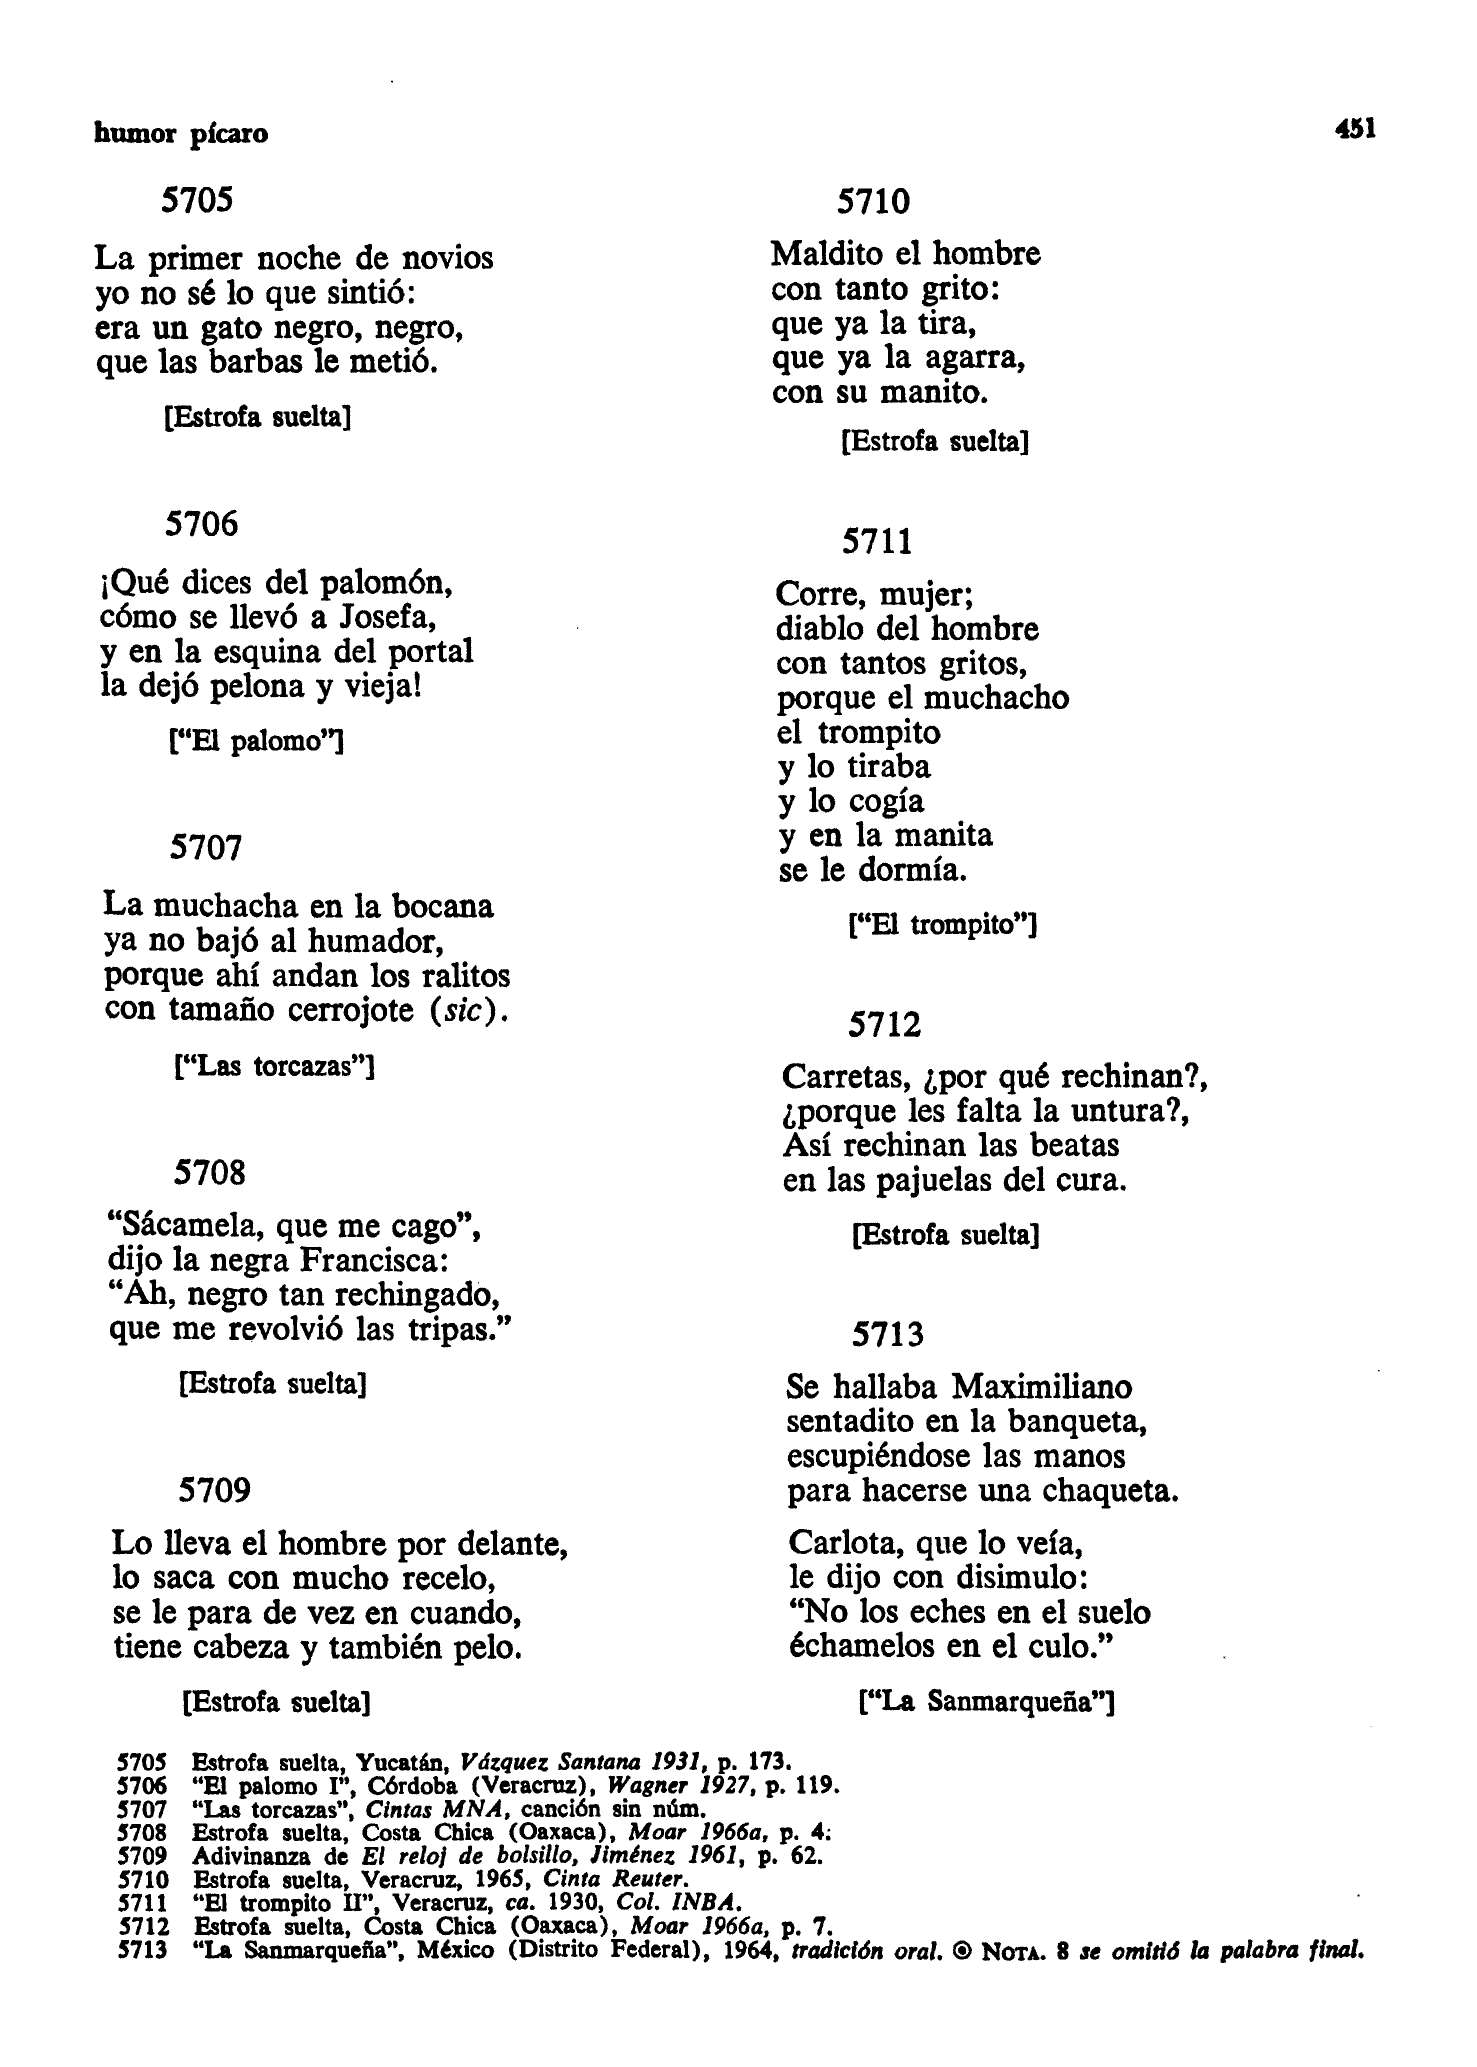 humor pícaro
451
5705
La primer noche de novios
yo no sé lo que sintió:
era un gato negro, negro,
que las barbas le metió.
[Estrofa suelta]
5706
¡Qué dices del palomón,
cómo se llevó a Josefa,
y en la esquina del portal
la dejó pelona y vieja!
["El palomo"]
5707
La muchacha en la bocana
ya no bajó al humador,
porque ahí andan los ralitos
con tamaño cerrojote (sic).
["Las torcazas"]
5708
"Sácamela, que me cago",
dijo la negra Francisca:
"Ah, negro tan rechingado,
que me revolvió las tripas."
[Estrofa suelta]
5709
Lo lleva el hombre por delante,
lo saca con mucho recelo,
se le para de vez en cuando,
tiene cabeza y también pelo.
[Estrofa suelta]
5710
Maldito el hombre
con tanto grito:
que ya la tira,
que ya la agarra,
con su manito.
[Estrofa suelta]
5711
Corre, mujer;
diablo del hombre
con tantos gritos,
porque el muchacho
el trompito
y lo tiraba
y lo cogía
y en la manita
se le dormía.
["El trompito"]
5712
Carretas, ¿por qué rechinan?,
¿porque les falta la untura?,
Así rechinan las beatas
en las pajuelas del cura.
[Estrofa suelta]
5713
Se hallaba Maximiliano
sentadito en la banqueta,
escupiéndose las manos
para hacerse una chaqueta.
Carlota, que lo veía,
le dijo con disimulo:
"No los eches en el suelo
échamelos en el culo."
["La Sanmarqueña"]
5705 Estrofa suelta, Yucatán, Vázquez Santana 1931, p. 173.
5706 "El palomo I", Córdoba (Veracruz), Wagner 1927, p. 119.
5707 "Las torcazas", Cintas MNA, canción sin núm.
5708 Estrofa suelta, Costa Chica (Oaxaca), Moar 1966a, p. 4:
5709 Adivinanza de El reloj de bolsillo, Jiménez 1961, p. 62.
5710 Estrofa suelta, Veracruz, 1965, Cinta Reuter.
5711 "El trompito II", Veracruz, ca. 1930, Col. INBA.
5712 Estrofa suelta, Costa Chica (Oaxaca), Moar 1966a, p. 7.
5713 "La Sanmarqueña", México (Distrito Federal), 1964, tradición oral. ⊙ NOTA. 8 se omitió la palabra final.